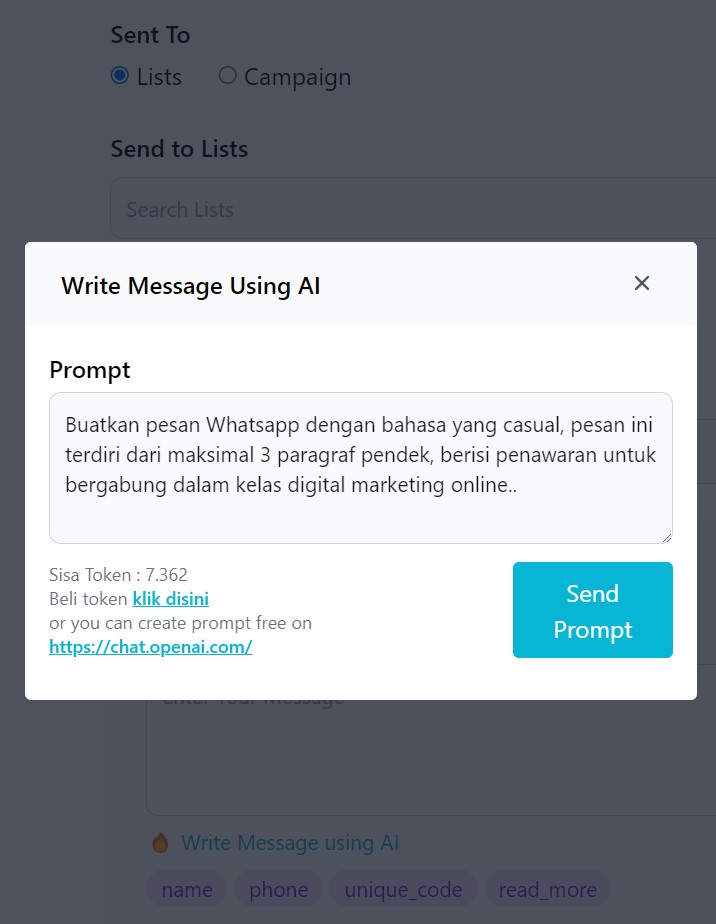 Sent To
Lists
Campaign
Send to Lists
Search Lists
Write Message Using AI
Prompt
Buatkan pesan Whatsapp dengan bahasa yang casual, pesan ini
terdiri dari maksimal 3 paragraf pendek, berisi penawaran untuk
bergabung dalam kelas digital marketing online..
Sisa Token : 7.362
Beli token klik disini
or you can create prompt free on
https://chat.openai.com/
Send
Prompt
Enter Your Message
Write Message using AI
name
phone
unique_code
read_more